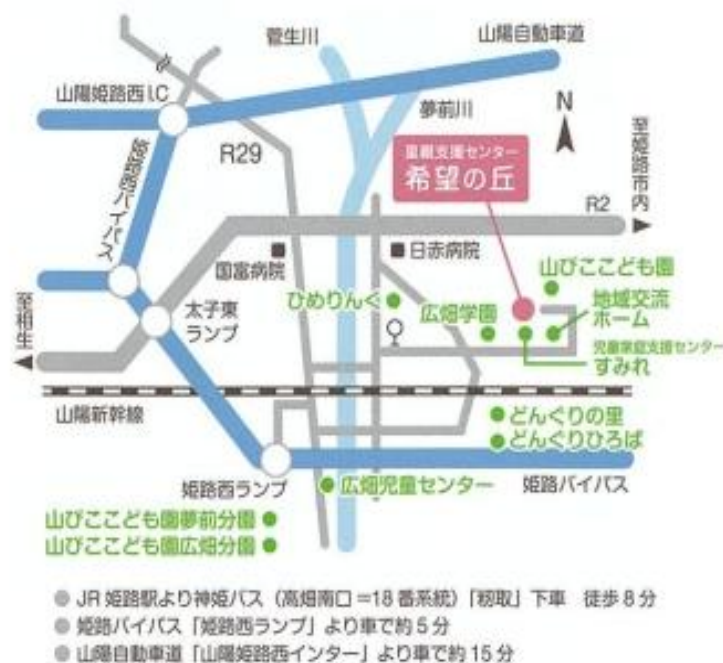 菅生川
山陽自動車道
山陽姫路西I.C
夢前川
N
R29
里親支援センター
希望の丘
至姫路市内
姫路西バイパス
R2
国富病院
日赤病院
山びここども園
ひめりんく
広畑学園
地域交流
ホーム
太子東
ランプ
至相生
児童家庭支援センター
すみれ
山陽新幹線
どんぐりの里
どんぐりひろば
姫路西ランプ
広畑児童センター
姫路バイパス
山びここども園夢前分園
山びここども園広畑分園
JR 姫路駅より神姫バス（高畑南口＝18番系統）「籾取」下車 徒歩8分
姫路バイパス「姫路西ランプ」より車で約5分
山陽自動車道「山陽姫路西インター」より車で約15分